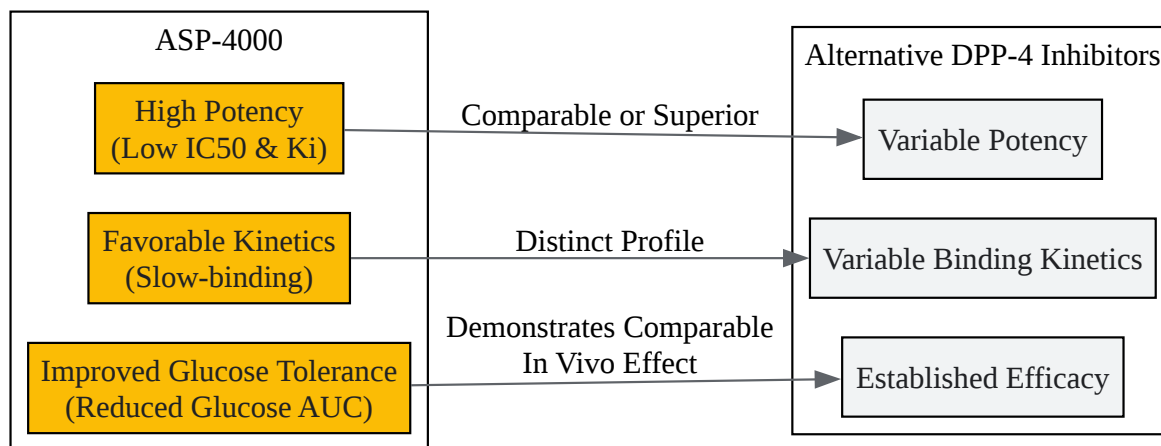 ASP-4000
High Potency
(Low IC50 & Ki)
Favorable Kinetics
(Slow-binding)
Improved Glucose Tolerance
(Reduced Glucose AUC)
Comparable or Superior
Distinct Profile
Demonstrates Comparable
In Vivo Effect
Alternative DPP-4 Inhibitors
Variable Potency
Variable Binding Kinetics
Established Efficacy